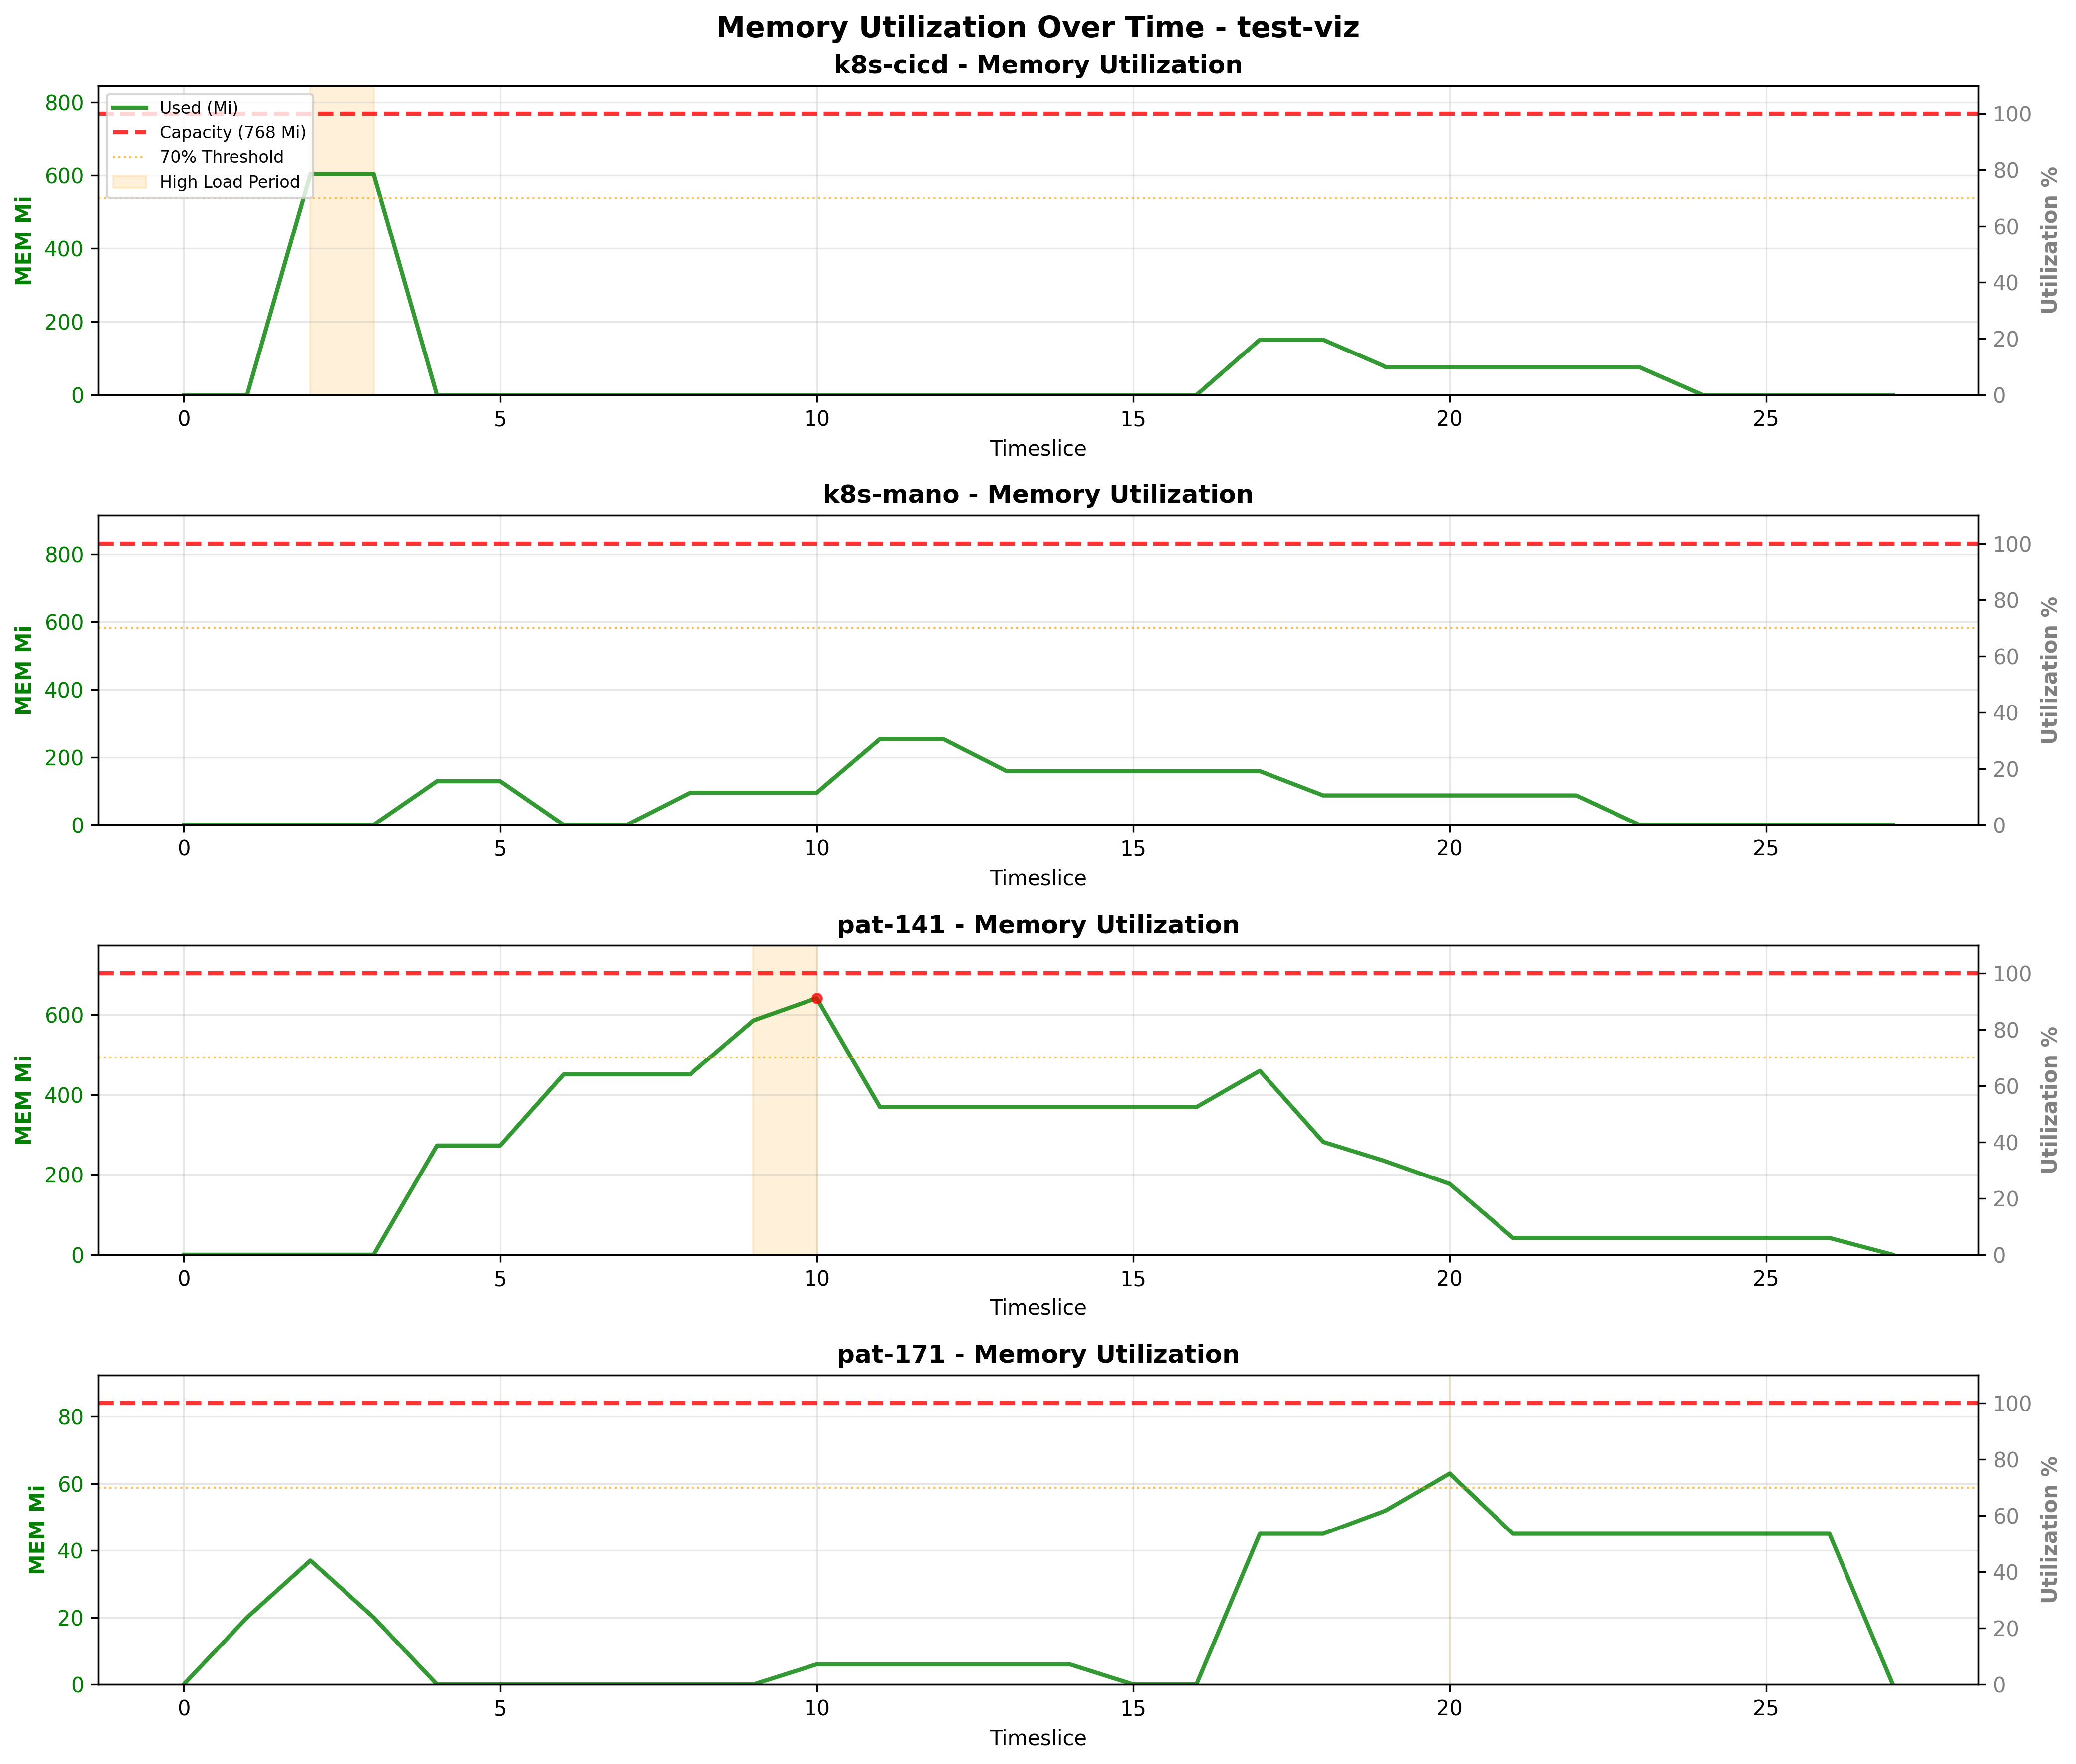 Memory Utilization Over Time - test-viz
k8s-cicd - Memory Utilization
Used (Mi)
Capacity (768 Mi)
70% Threshold
High Load Period
MEM Mi
800
600
400
200
0
Utilization %
100
80
60
40
20
0
0 5 10 15 20 25
Timeslice
k8s-mano - Memory Utilization
MEM Mi
800
600
400
200
0
Utilization %
100
80
60
40
20
0
0 5 10 15 20 25
Timeslice
pat-141 - Memory Utilization
MEM Mi
600
400
200
0
Utilization %
100
80
60
40
20
0
0 5 10 15 20 25
Timeslice
pat-171 - Memory Utilization
MEM Mi
80
60
40
20
0
Utilization %
100
80
60
40
20
0
0 5 10 15 20 25
Timeslice